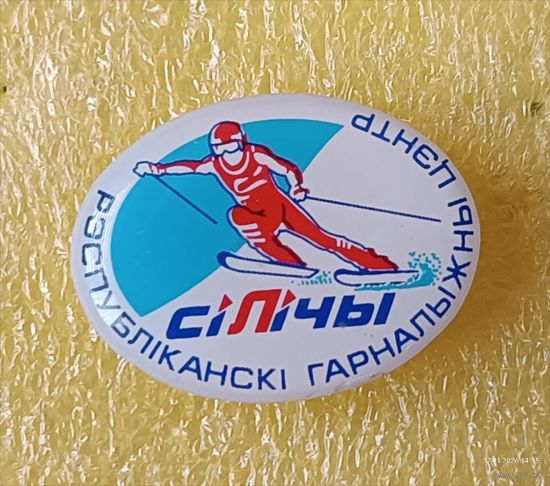 РЭСПУБЛІКАНСКІ ГАРНАЛЫЖНЫ ЦЭНТР
СІЛІЧЫ